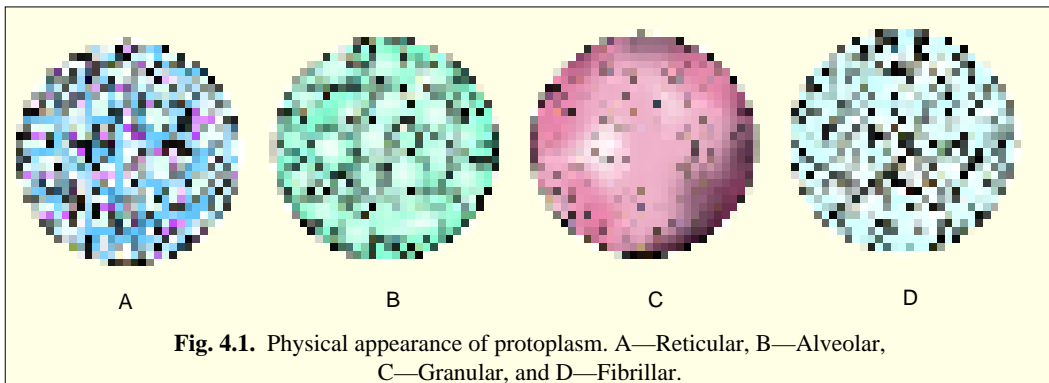 A B C D
Fig. 4.1. Physical appearance of protoplasm. A—Reticular, B—Alveolar,
C—Granular, and D—Fibrillar.